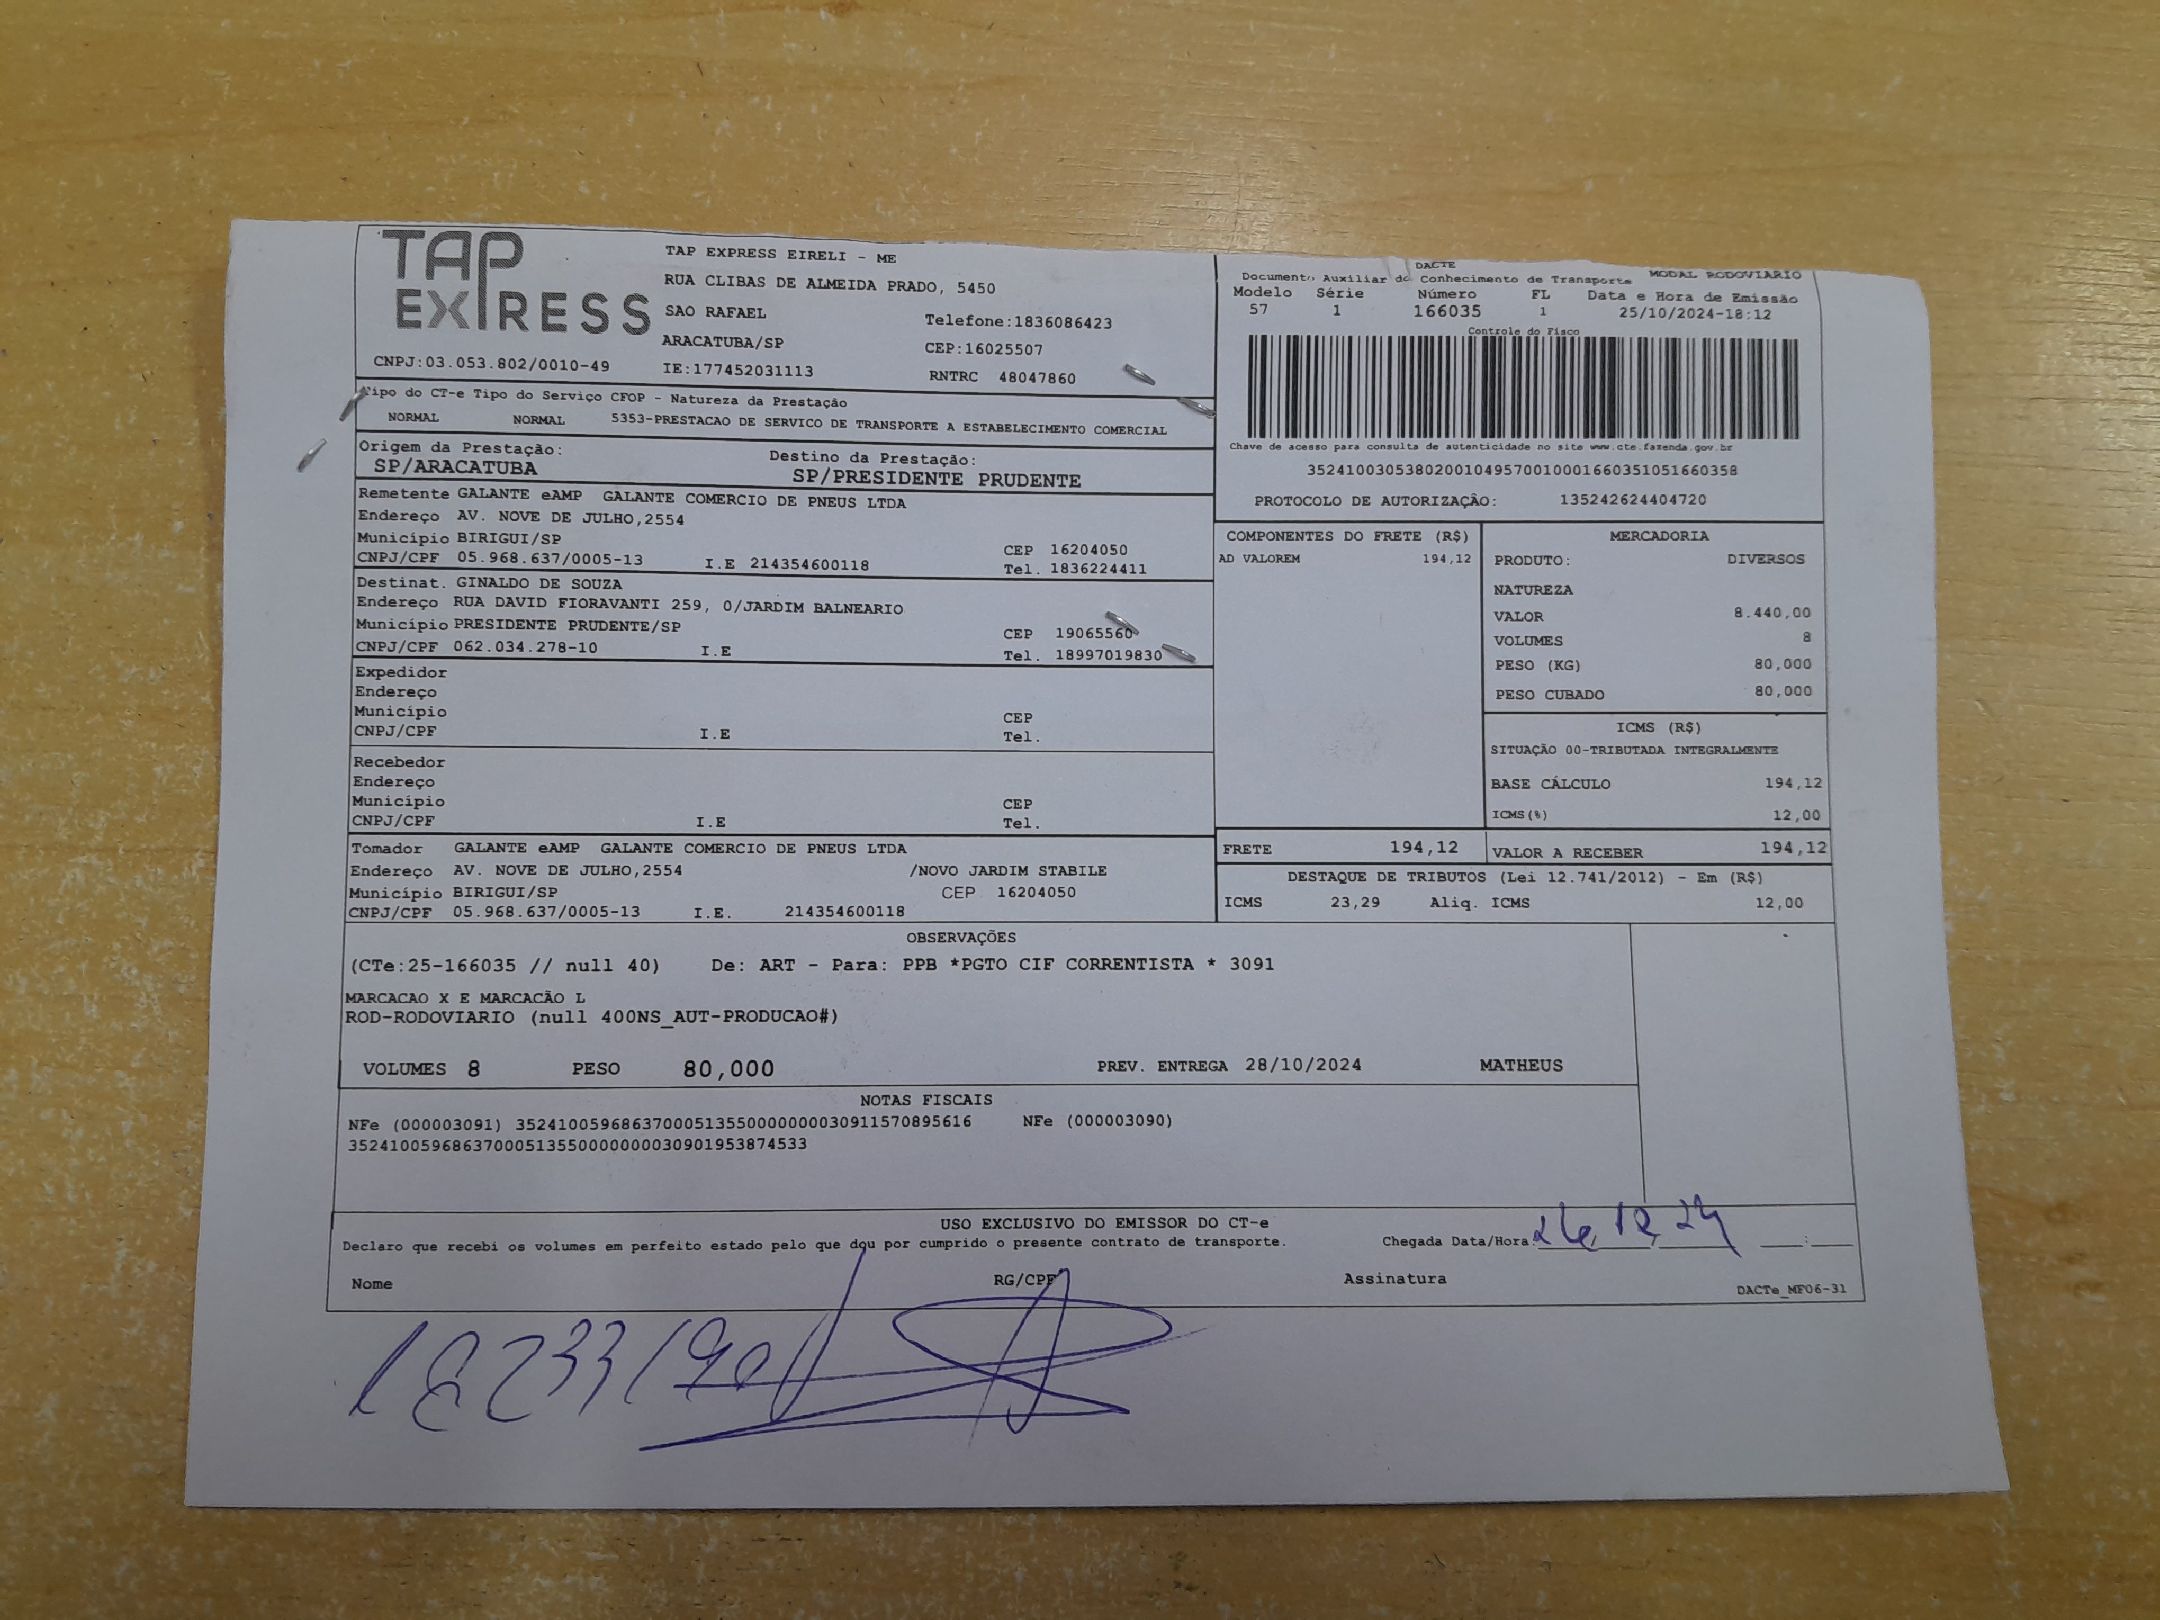 TAP EXPRESS
TAP EXPRESS EIRELI - ME
RUA CLIBAS DE ALMEIDA PRADO, 5450
SAO RAFAEL Telefone:1836086423
ARACATUBA/SP CEP:16025507
CNPJ:03.053.802/0010-49 IE:177452031113 RNTRC 48047860
Tipo do CT-e Tipo do Serviço CFOP - Natureza da Prestação
NORMAL NORMAL 5353-PRESTACAO DE SERVICO DE TRANSPORTE A ESTABELECIMENTO COMERCIAL
Origem da Prestação: Destino da Prestação:
SP/ARACATUBA SP/PRESIDENTE PRUDENTE
Remetente GALANTE eAMP GALANTE COMERCIO DE PNEUS LTDA
Endereço AV. NOVE DE JULHO,2554
Município BIRIGUI/SP CEP 16204050
CNPJ/CPF 05.968.637/0005-13 I.E 214354600118 Tel. 1836224411
Destinat. GINALDO DE SOUZA
Endereço RUA DAVID FIORAVANTI 259, 0/JARDIM BALNEARIO
Município PRESIDENTE PRUDENTE/SP CEP 19065560
CNPJ/CPF 062.034.278-10 I.E Tel. 18997019830
Expedidor
Endereço
Município CEP
CNPJ/CPF I.E Tel.
Recebedor
Endereço
Município CEP
CNPJ/CPF I.E Tel.
Tomador GALANTE eAMP GALANTE COMERCIO DE PNEUS LTDA
Endereço AV. NOVE DE JULHO,2554 /NOVO JARDIM STABILE
Município BIRIGUI/SP CEP 16204050
CNPJ/CPF 05.968.637/0005-13 I.E. 214354600118
DACTE
Documento Auxiliar do Conhecimento de Transporte MODAL RODOVIARIO
Modelo Série Número FL Data e Hora de Emissão
57 1 166035 1 25/10/2024-18:12
Controle do Fisco
Chave de acesso para consulta de autenticidade no site www.cte.fazenda.gov.br
35241003053802001049570010001660351051660358
PROTOCOLO DE AUTORIZAÇÃO: 135242624404720
COMPONENTES DO FRETE (R$)
AD VALOREM 194,12
MERCADORIA
PRODUTO: DIVERSOS
NATUREZA
VALOR 8.440,00
VOLUMES 8
PESO (KG) 80,000
PESO CUBADO 80,000
ICMS (R$)
SITUAÇÃO 00-TRIBUTADA INTEGRALMENTE
BASE CÁLCULO 194,12
ICMS(%) 12,00
FRETE 194,12 VALOR A RECEBER 194,12
DESTAQUE DE TRIBUTOS (Lei 12.741/2012) - Em (R$)
ICMS 23,29 Aliq. ICMS 12,00
OBSERVAÇÕES
(CTe:25-166035 // null 40) De: ART - Para: PPB *PGTO CIF CORRENTISTA * 3091
MARCACAO X E MARCACÃO L
ROD-RODOVIARIO (null 400NS_AUT-PRODUCAO#)
VOLUMES 8 PESO 80,000 PREV. ENTREGA 28/10/2024 MATHEUS
NOTAS FISCAIS
NFe (000003091) 35241005968637000513550000000030911570895616 NFe (000003090)
35241005968637000513550000000030901953874533
USO EXCLUSIVO DO EMISSOR DO CT-e
Declaro que recebi os volumes em perfeito estado pelo que dou por cumprido o presente contrato de transporte. Chegada Data/Hora:
Nome RG/CPF Assinatura DACTe_MF06-31